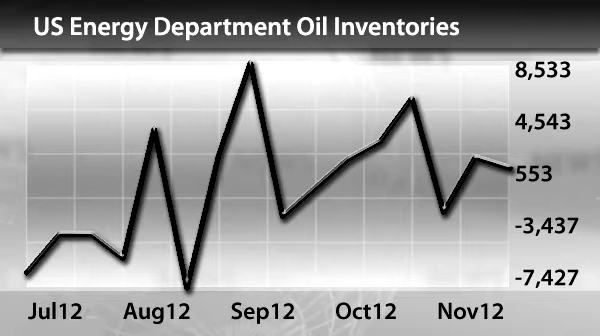 US Energy Department Oil Inventories
8,533
4,543
553
-3,437
-7,427
Jul12 Aug12 Sep12 Oct12 Nov12